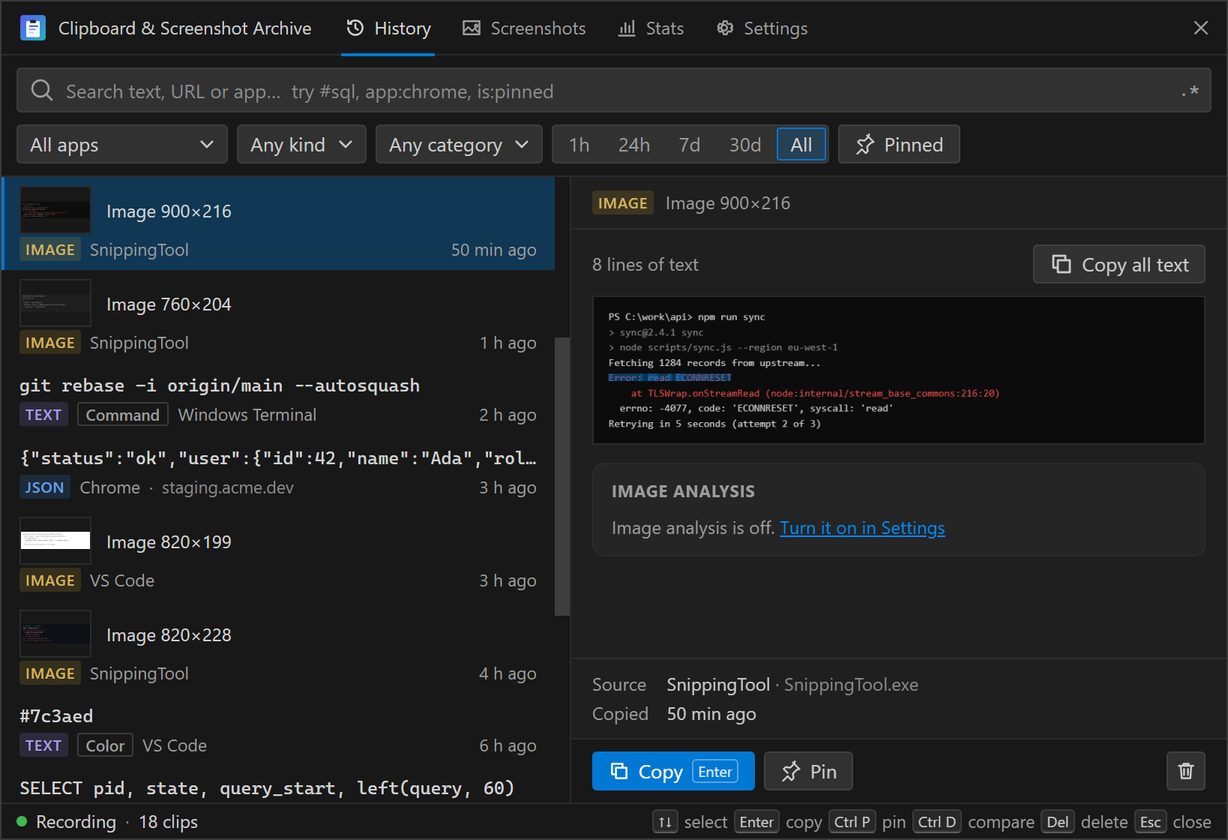 Clipboard & Screenshot Archive History Screenshots Stats Settings
Search text, URL or app... try #sql, app:chrome, is:pinned .*
All apps Any kind Any category 1h 24h 7d 30d All Pinned
Image 900×216
IMAGE SnippingTool 50 min ago
Image 760×204
IMAGE SnippingTool 1 h ago
git rebase -i origin/main --autosquash
TEXT Command Windows Terminal 2 h ago
{"status":"ok","user":{"id":42,"name":"Ada","rol…
JSON Chrome · staging.acme.dev 3 h ago
Image 820×199
IMAGE VS Code 3 h ago
Image 820×228
IMAGE SnippingTool 4 h ago
#7c3aed
TEXT Color VS Code 6 h ago
SELECT pid, state, query_start, left(query, 60)
IMAGE Image 900×216
8 lines of text Copy all text
PS C:\work\api> npm run sync
> sync@2.4.1 sync
> node scripts/sync.js --region eu-west-1
Fetching 1284 records from upstream...
Error: read ECONNRESET
at TLSWrap.onStreamRead (node:internal/stream_base_commons:216:20)
errno: -4077, code: 'ECONNRESET', syscall: 'read'
Retrying in 5 seconds (attempt 2 of 3)
IMAGE ANALYSIS
Image analysis is off. Turn it on in Settings
Source SnippingTool · SnippingTool.exe
Copied 50 min ago
Copy Enter Pin
Recording · 18 clips ↑↓ select Enter copy Ctrl P pin Ctrl D compare Del delete Esc close